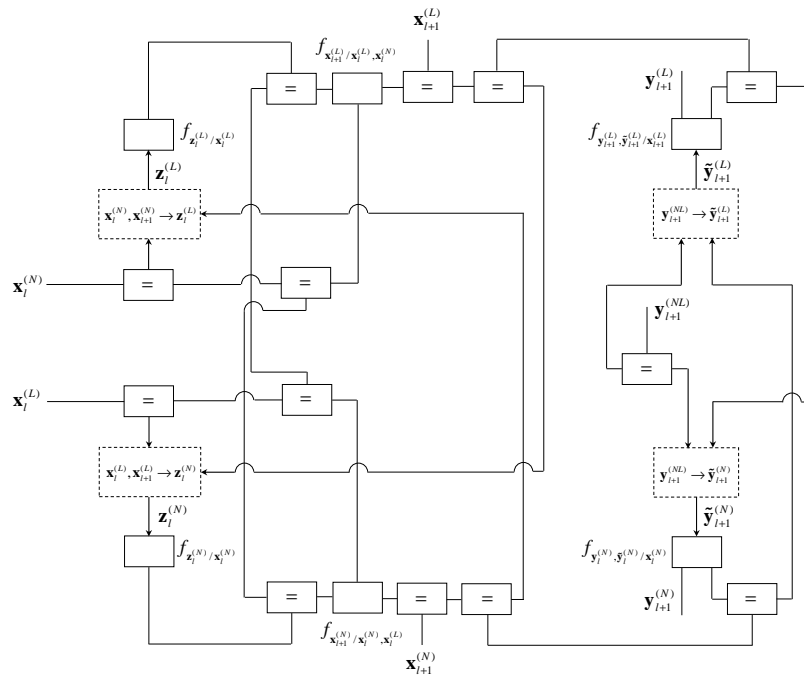 x_{l+1}^{(L)}
f_{x_{l+1}^{(L)}/x_l^{(L)},x_l^{(N)}}
= = =
y_{l+1}^{(L)}
=
f_{z_l^{(L)}/x_l^{(L)}}
f_{y_{l+1}^{(L)},ỹ_{l+1}^{(L)}/x_{l+1}^{(L)}}
z_l^{(L)}
ỹ_{l+1}^{(L)}
x_l^{(N)},x_{l+1}^{(N)} → z_l^{(L)}
y_{l+1}^{(NL)} → ỹ_{l+1}^{(L)}
x_l^{(N)}
= =
y_{l+1}^{(NL)}
=
x_l^{(L)}
= =
x_l^{(L)},x_{l+1}^{(L)} → z_l^{(N)}
y_{l+1}^{(NL)} → ỹ_{l+1}^{(N)}
z_l^{(N)}
ỹ_{l+1}^{(N)}
f_{z_l^{(N)}/x_l^{(N)}}
f_{y_l^{(N)},ỹ_l^{(N)}/x_l^{(N)}}
= = =
y_{l+1}^{(N)}
=
f_{x_{l+1}^{(N)}/x_l^{(N)},x_l^{(L)}}
x_{l+1}^{(N)}